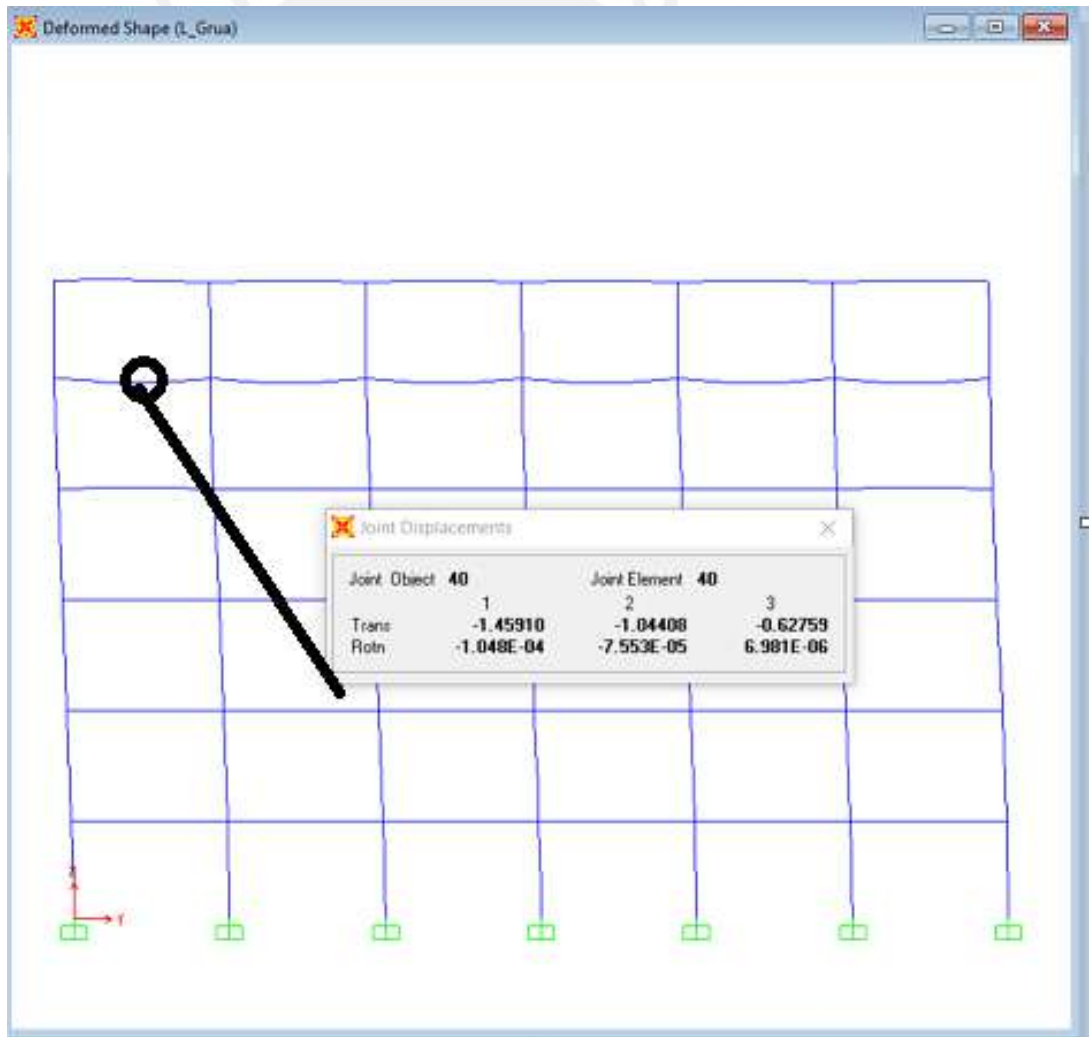 Deformed Shape (L_Grua)
Joint Displacements
Joint Object 40 Joint Element 40
1 2 3
Trans -1.45910 -1.04408 -0.62759
Rotn -1.048E-04 -7.553E-05 6.981E-06
Z
Y